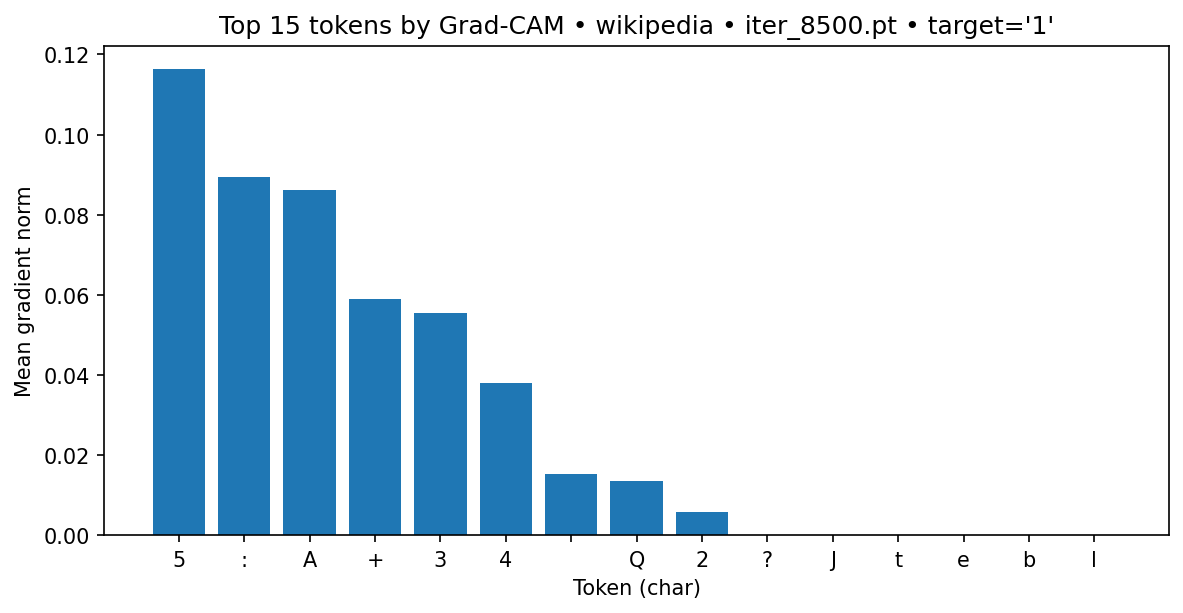 Top 15 tokens by Grad-CAM • wikipedia • iter_8500.pt • target='1'
0.12
0.10
0.08
0.06
0.04
0.02
0.00
Mean gradient norm
5 : A + 3 4 Q 2 ? J t e b l
Token (char)